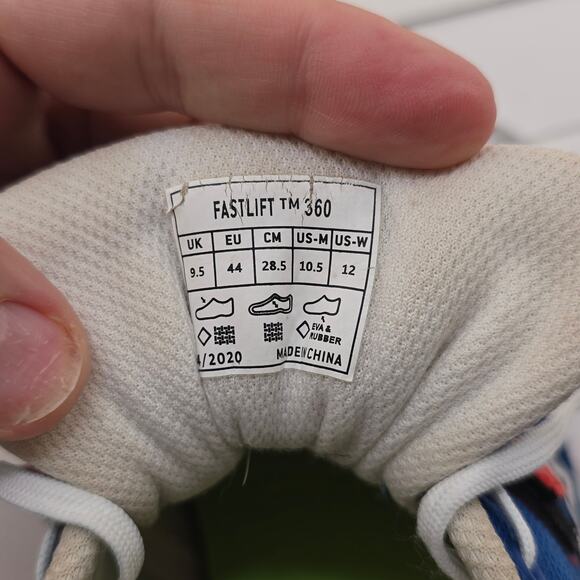 FASTLIFT ™ 360
UK EU CM US-M US-W
9.5 44 28.5 10.5 12
EVA &
RUBBER
4/2020 MADE IN CHINA